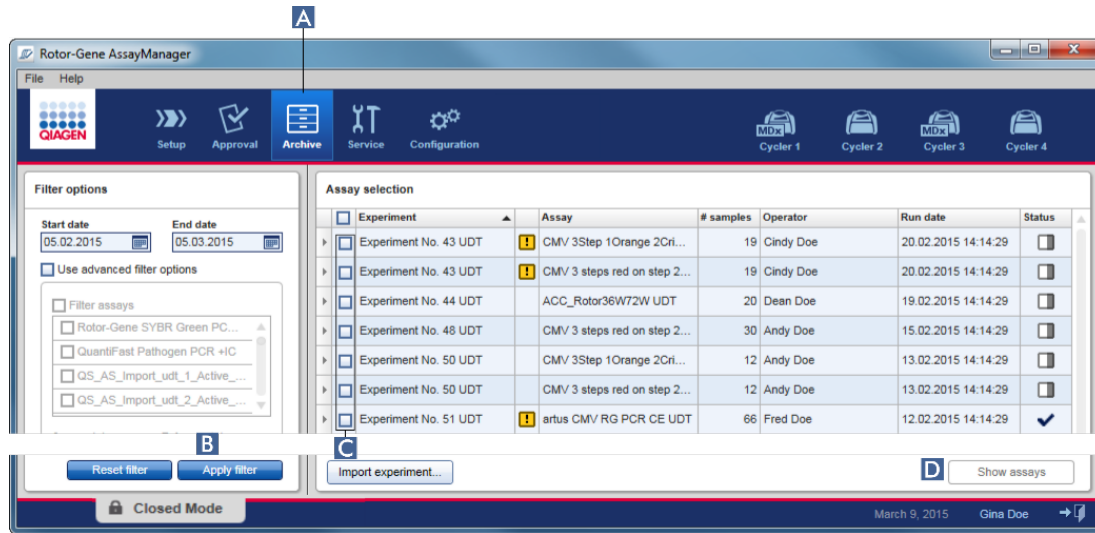 A
Rotor-Gene AssayManager
File Help
QIAGEN
Setup Approval Archive Service Configuration
MDx Cycler 1 Cycler 2 MDx Cycler 3 Cycler 4
Filter options
Start date End date
05.02.2015 05.03.2015
Use advanced filter options
Filter assays
Rotor-Gene SYBR Green PC...
QuantiFast Pathogen PCR +IC
QS_AS_Import_udt_1_Active_...
QS_AS_Import_udt_2_Active_...
B
Reset filter Apply filter
Assay selection
Experiment Assay # samples Operator Run date Status
Experiment No. 43 UDT ! CMV 3Step 1Orange 2Cri... 19 Cindy Doe 20.02.2015 14:14:29
Experiment No. 43 UDT ! CMV 3 steps red on step 2... 19 Cindy Doe 20.02.2015 14:14:29
Experiment No. 44 UDT ACC_Rotor36W72W UDT 20 Dean Doe 19.02.2015 14:14:29
Experiment No. 48 UDT CMV 3 steps red on step 2... 30 Andy Doe 15.02.2015 14:14:29
Experiment No. 50 UDT CMV 3Step 1Orange 2Cri... 12 Andy Doe 13.02.2015 14:14:29
Experiment No. 50 UDT CMV 3 steps red on step 2... 12 Andy Doe 13.02.2015 14:14:29
Experiment No. 51 UDT ! artus CMV RG PCR CE UDT 66 Fred Doe 12.02.2015 14:14:29
C
Import experiment... D Show assays
Closed Mode
March 9, 2015 Gina Doe